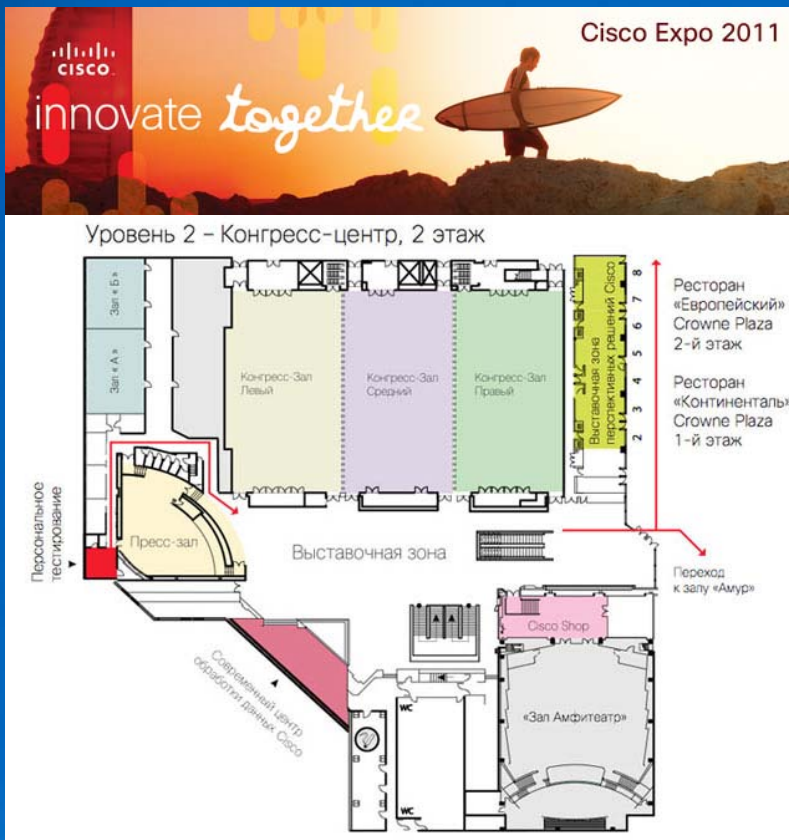 Cisco Expo 2011
CISCO
innovate together
Уровень 2 – Конгресс-центр, 2 этаж
Зал «Б»
Зал «А»
Конгресс-Зал
Левый
Конгресс-Зал
Средний
Конгресс-Зал
Правый
Выставочная зона
перспективных решений Cisco
8
7
6
5
4
3
2
Ресторан
«Европейский»
Crowne Plaza
2-й этаж
Ресторан
«Континенталь»
Crowne Plaza
1-й этаж
Персональное
тестирование
Пресс-зал
Выставочная зона
Переход
к залу «Амур»
Cisco Shop
Современный центр
обработки данных Cisco
WC
«Зал Амфитеатр»
WC